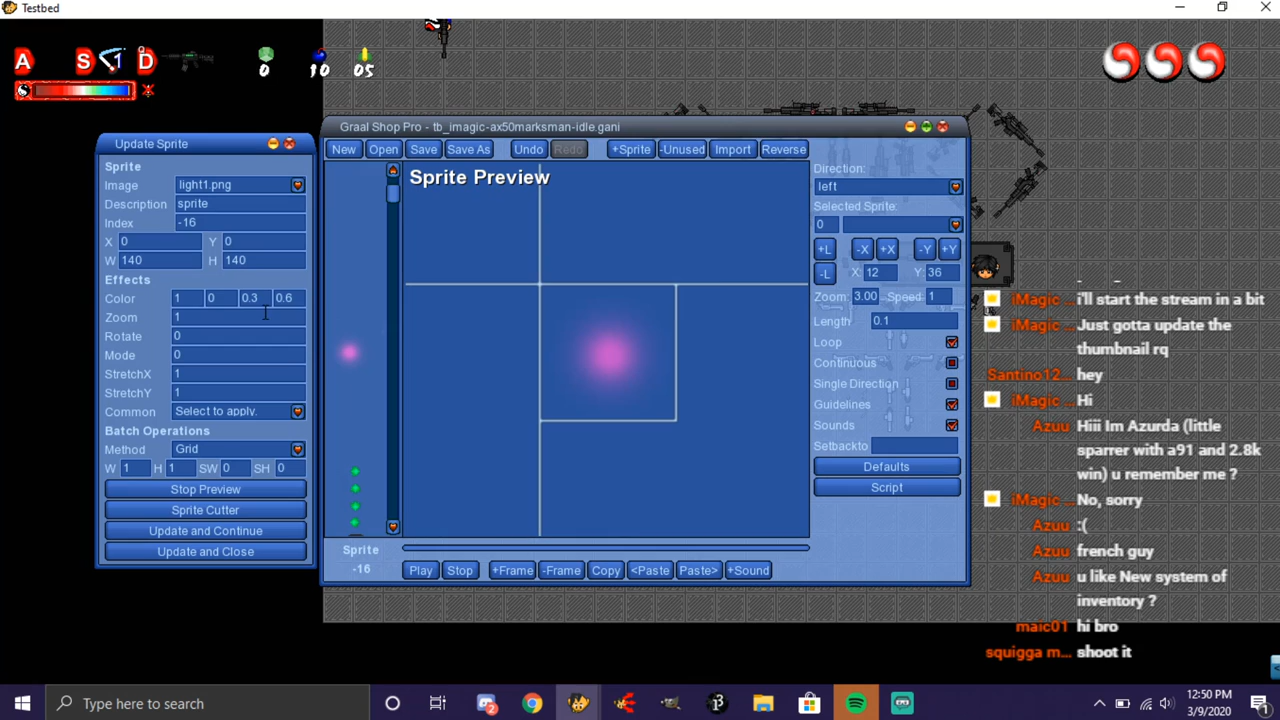 Testbed
A S 1 D
0 10 05
Update Sprite
Sprite
Image light1.png
Description sprite
Index -16
X 0 Y 0
W 140 H 140
Effects
Color 1 0 0.3 0.6
Zoom 1
Rotate 0
Mode 0
StretchX 1
StretchY 1
Common Select to apply.
Batch Operations
Method Grid
W 1 H 1 SW 0 SH 0
Stop Preview
Sprite Cutter
Update and Continue
Update and Close
Graal Shop Pro - tb_imagic-ax50marksman-idle.gani
New Open Save Save As Undo Redo +Sprite -Unused Import Reverse
Sprite Preview
Direction:
left
Selected Sprite:
0
+L -X +X -Y +Y
-L X: 12 Y: 36
Zoom: 3.00 Speed 1
Length 0.1
Loop
Continuous
Single Direction
Guidelines
Sounds
Setbackto
Defaults
Script
Sprite
-16
Play Stop +Frame -Frame Copy <Paste Paste> +Sound
iMagic ... i'll start the stream in a bit
iMagic ... Just gotta update the
thumbnail rq
Santino12... hey
iMagic ... Hi
Azuu Hiii Im Azurda (little
sparrer with a91 and 2.8k
win) u remember me ?
iMagic ... No, sorry
Azuu :(
Azuu french guy
Azuu u like New system of
inventory ?
maic01 hi bro
squigga m... shoot it
Type here to search
2
12:50 PM
3/9/2020
1